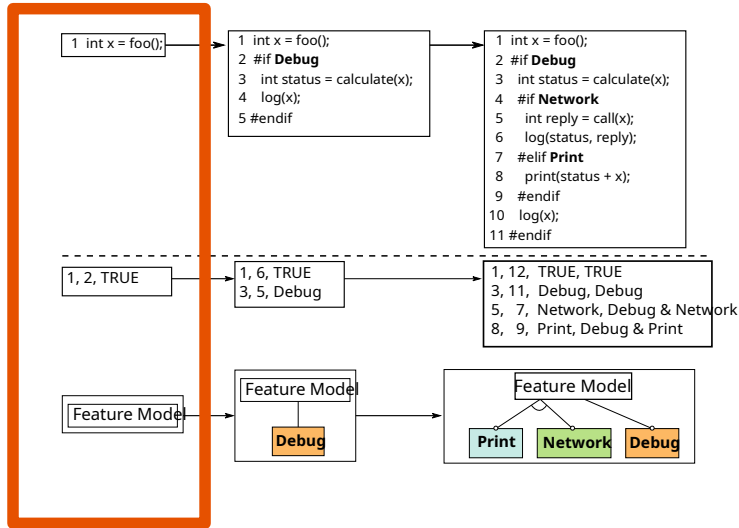 1 int x = foo();
1 int x = foo();
2 #if Debug
3 int status = calculate(x);
4 log(x);
5 #endif
1 int x = foo();
2 #if Debug
3 int status = calculate(x);
4 #if Network
5 int reply = call(x);
6 log(status, reply);
7 #elif Print
8 print(status + x);
9 #endif
10 log(x);
11 #endif
1, 2, TRUE
1, 6, TRUE
3, 5, Debug
1, 12, TRUE, TRUE
3, 11, Debug, Debug
5, 7, Network, Debug & Network
8, 9, Print, Debug & Print
Feature Model
Feature Model
Debug
Feature Model
Print Network Debug